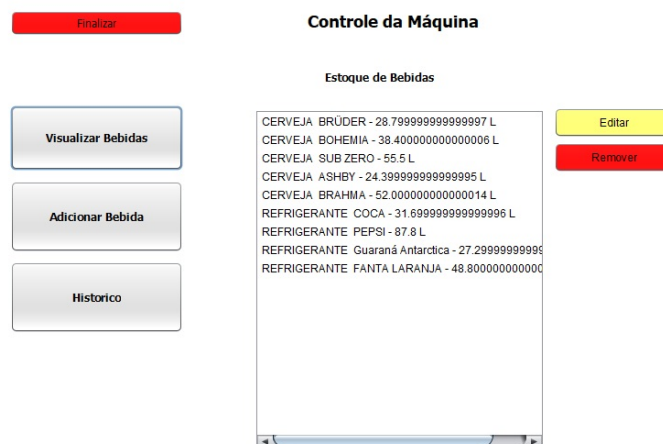 Finalizar
Controle da Máquina
Estoque de Bebidas
Visualizar Bebidas
Adicionar Bebida
Historico
CERVEJA BRÜDER - 28.799999999999997 L
CERVEJA BOHEMIA - 38.400000000000006 L
CERVEJA SUB ZERO - 55.5 L
CERVEJA ASHBY - 24.399999999999995 L
CERVEJA BRAHMA - 52.000000000000014 L
REFRIGERANTE COCA - 31.699999999999996 L
REFRIGERANTE PEPSI - 87.8 L
REFRIGERANTE Guaraná Antarctica - 27.29999999999
REFRIGERANTE FANTA LARANJA - 48.800000000000
Editar
Remover